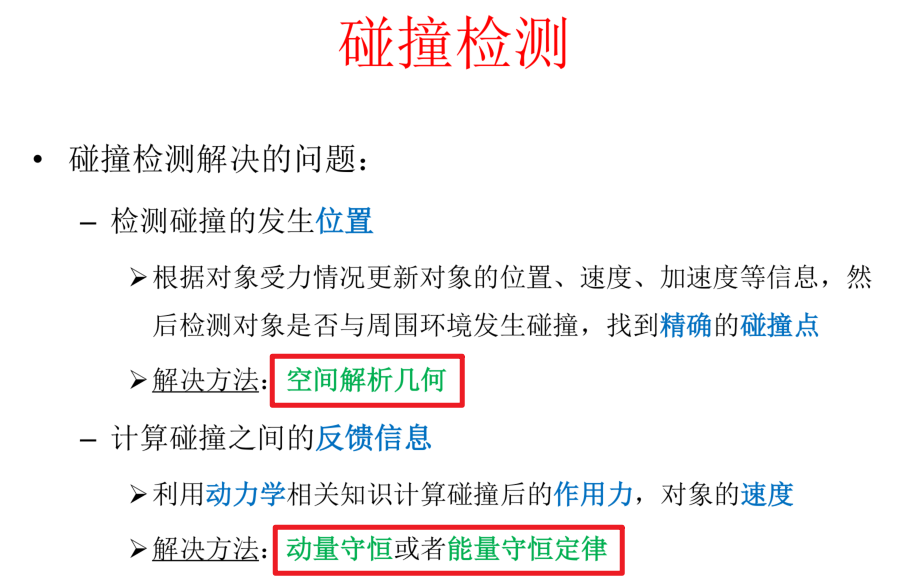 碰撞检测
• 碰撞检测解决的问题：
– 检测碰撞的发生位置
➢根据对象受力情况更新对象的位置、速度、加速度等信息，然
后检测对象是否与周围环境发生碰撞，找到精确的碰撞点
➢解决方法：空间解析几何
– 计算碰撞之间的反馈信息
➢利用动力学相关知识计算碰撞后的作用力，对象的速度
➢解决方法：动量守恒或者能量守恒定律